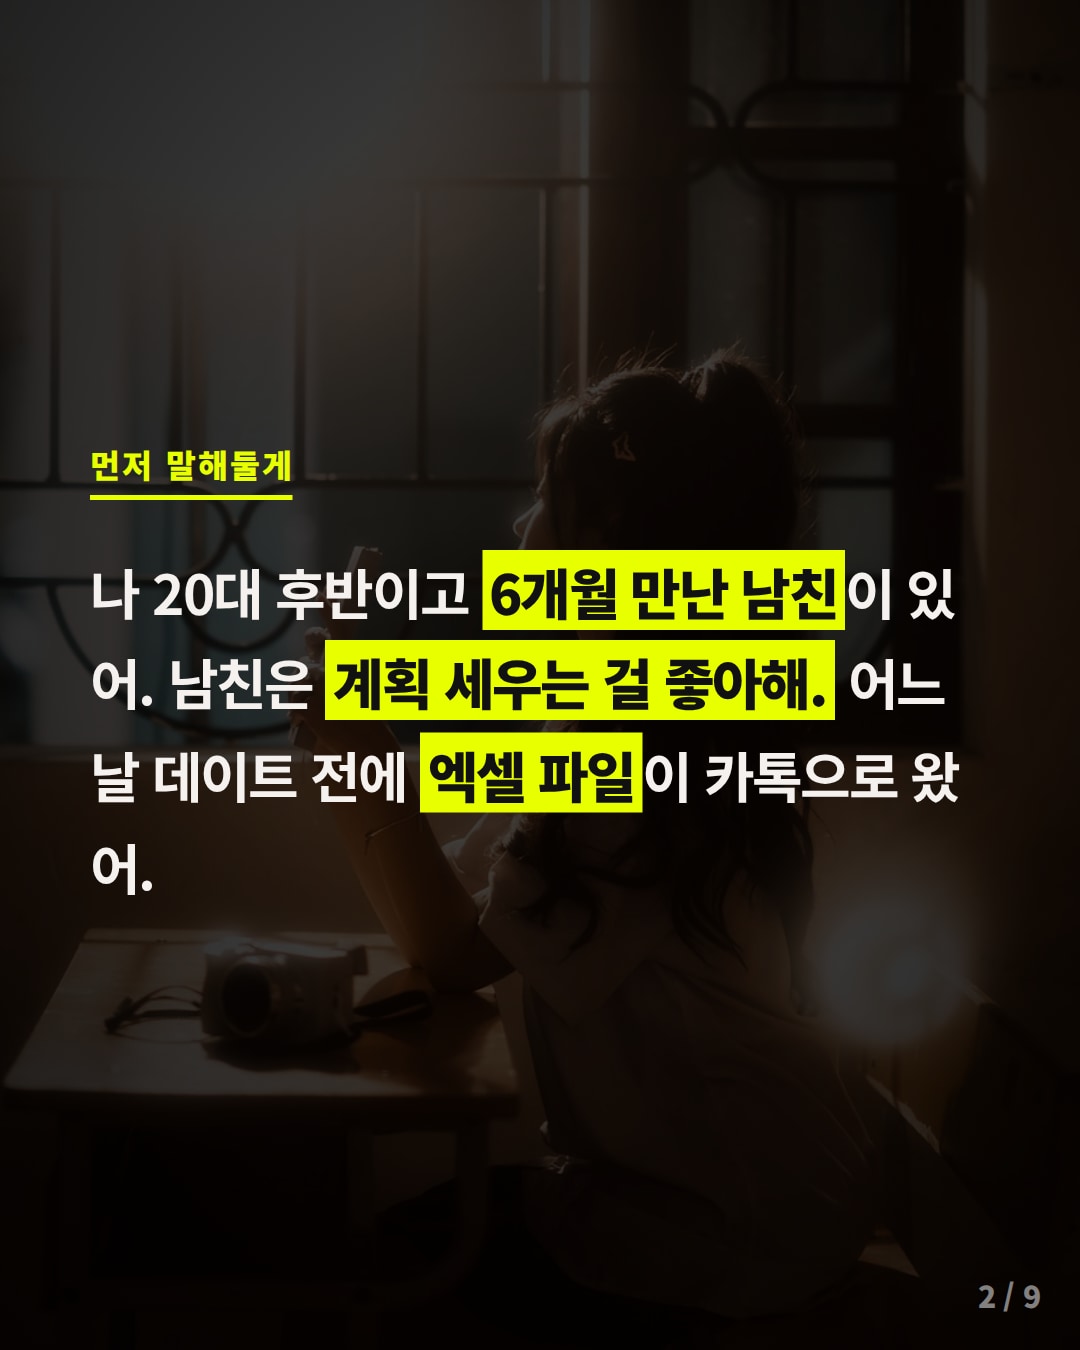 먼저 말해둘게
나 20대 후반이고 6개월 만난 남친이 있
어. 남친은 계획 세우는 걸 좋아해. 어느
날 데이트 전에 엑셀 파일이 카톡으로 왔
어.
2 / 9